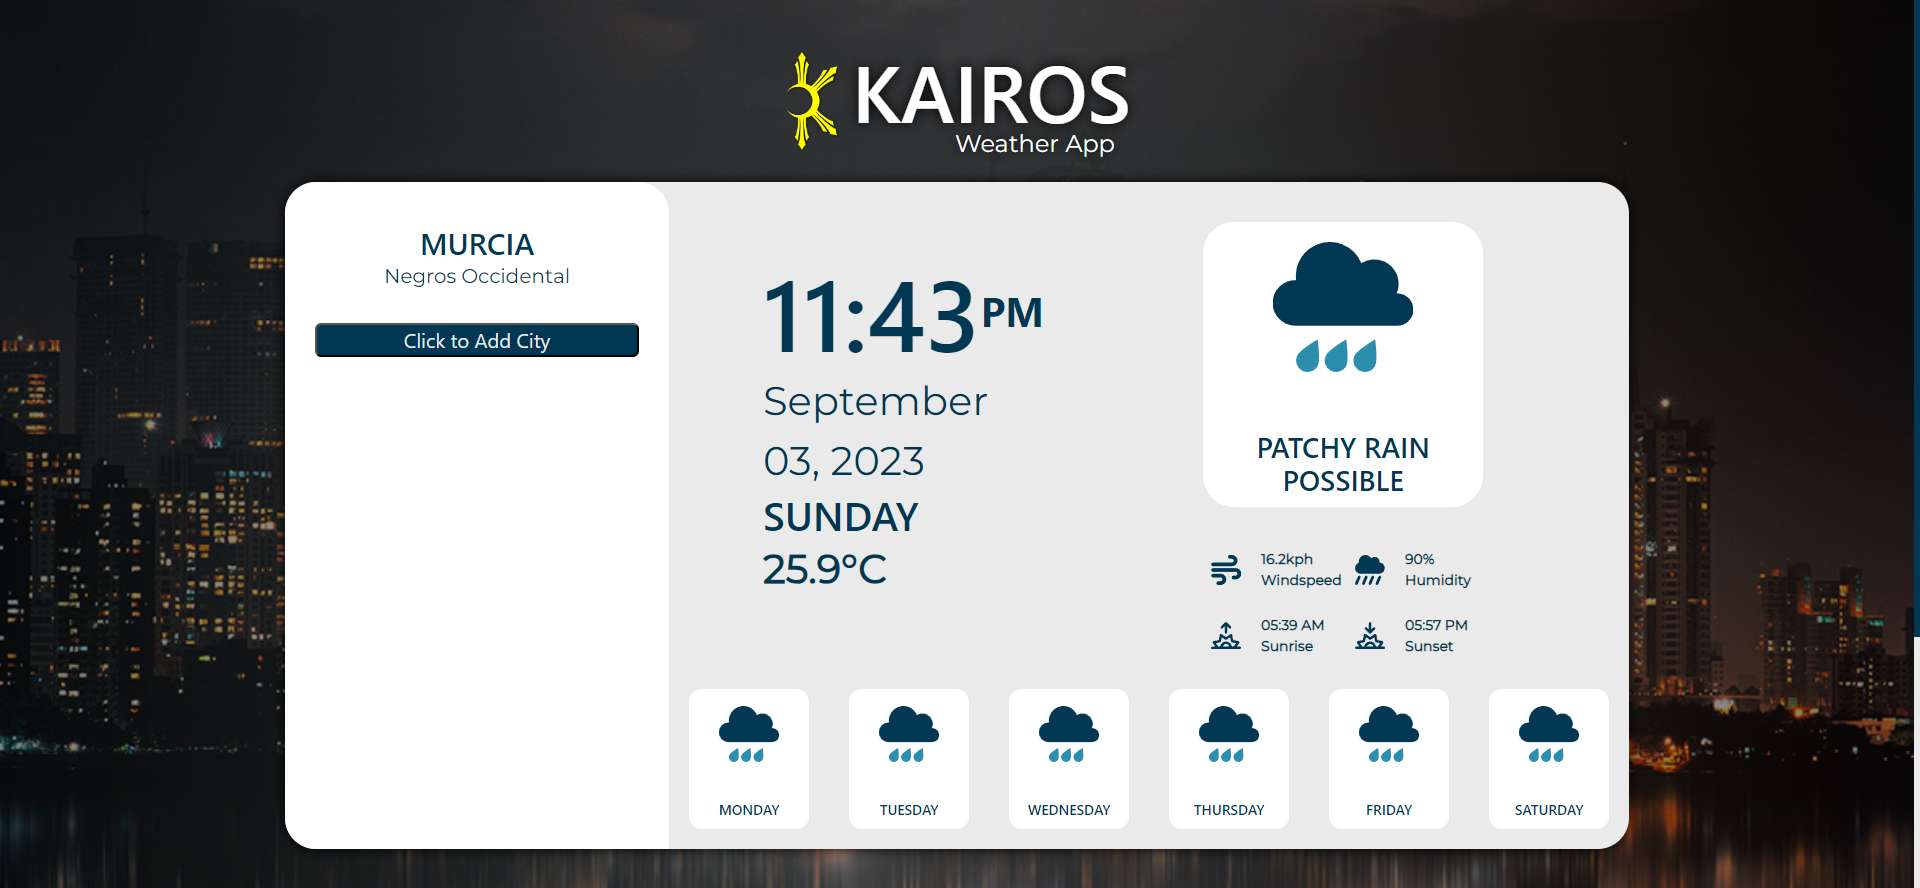 KAIROS
Weather App
MURCIA
Negros Occidental
Click to Add City
11:43 PM
September
03, 2023
SUNDAY
25.9°C
PATCHY RAIN
POSSIBLE
16.2kph
Windspeed
90%
Humidity
05:39 AM
Sunrise
05:57 PM
Sunset
MONDAY
TUESDAY
WEDNESDAY
THURSDAY
FRIDAY
SATURDAY